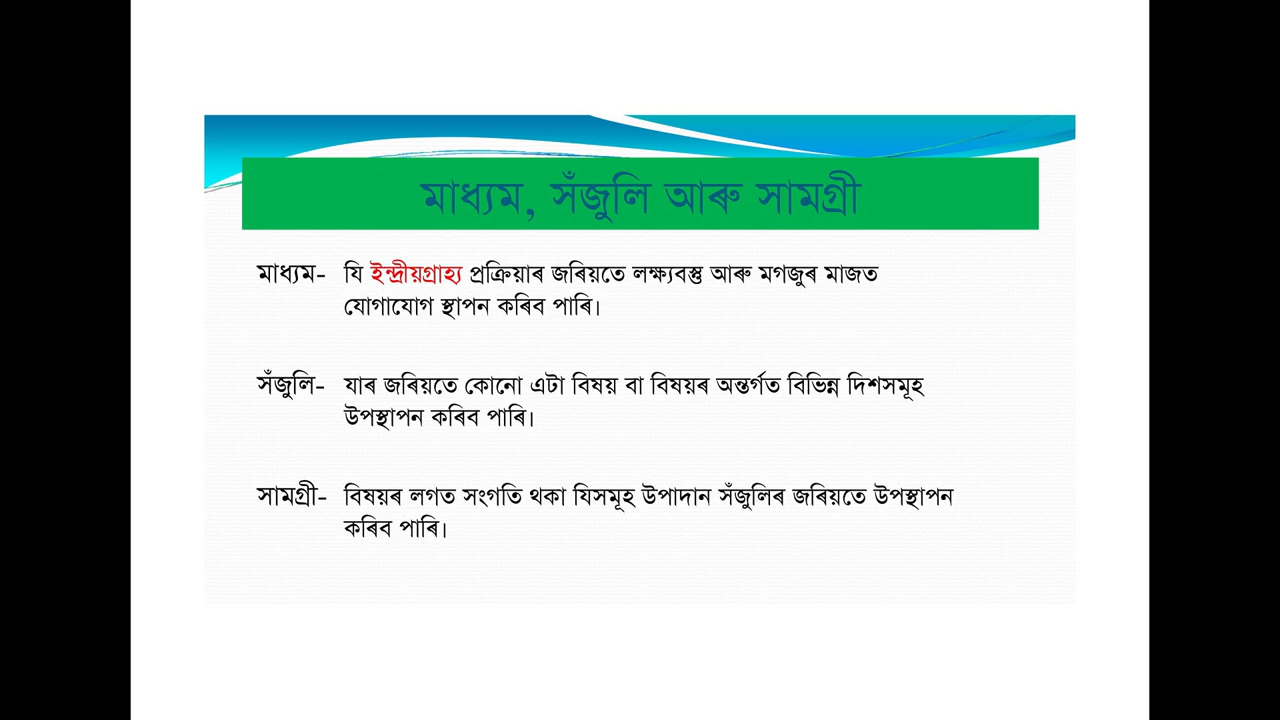 মাধ্যম, সঁজুলি আৰু সামগ্ৰী
মাধ্যম- যি ইন্দ্ৰীয়গ্ৰাহ্য প্ৰক্ৰিয়াৰ জৰিয়তে লক্ষ্যবস্তু আৰু মগজুৰ মাজত
যোগাযোগ স্থাপন কৰিব পাৰি।
সঁজুলি- যাৰ জৰিয়তে কোনো এটা বিষয় বা বিষয়ৰ অন্তৰ্গত বিভিন্ন দিশসমূহ
উপস্থাপন কৰিব পাৰি।
সামগ্ৰী- বিষয়ৰ লগত সংগতি থকা যিসমূহ উপাদান সঁজুলিৰ জৰিয়তে উপস্থাপন
কৰিব পাৰি।